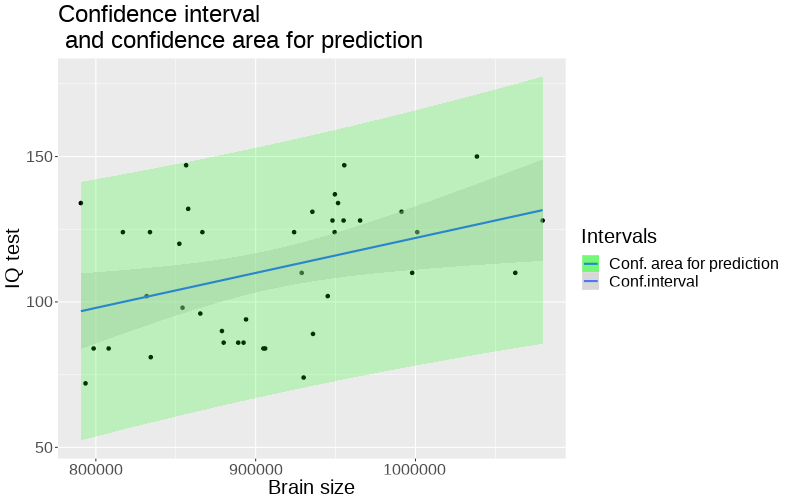 Confidence interval
and confidence area for prediction
IQ test
150
100
50
800000
900000
1000000
Brain size
Intervals
Conf. area for prediction
Conf.interval